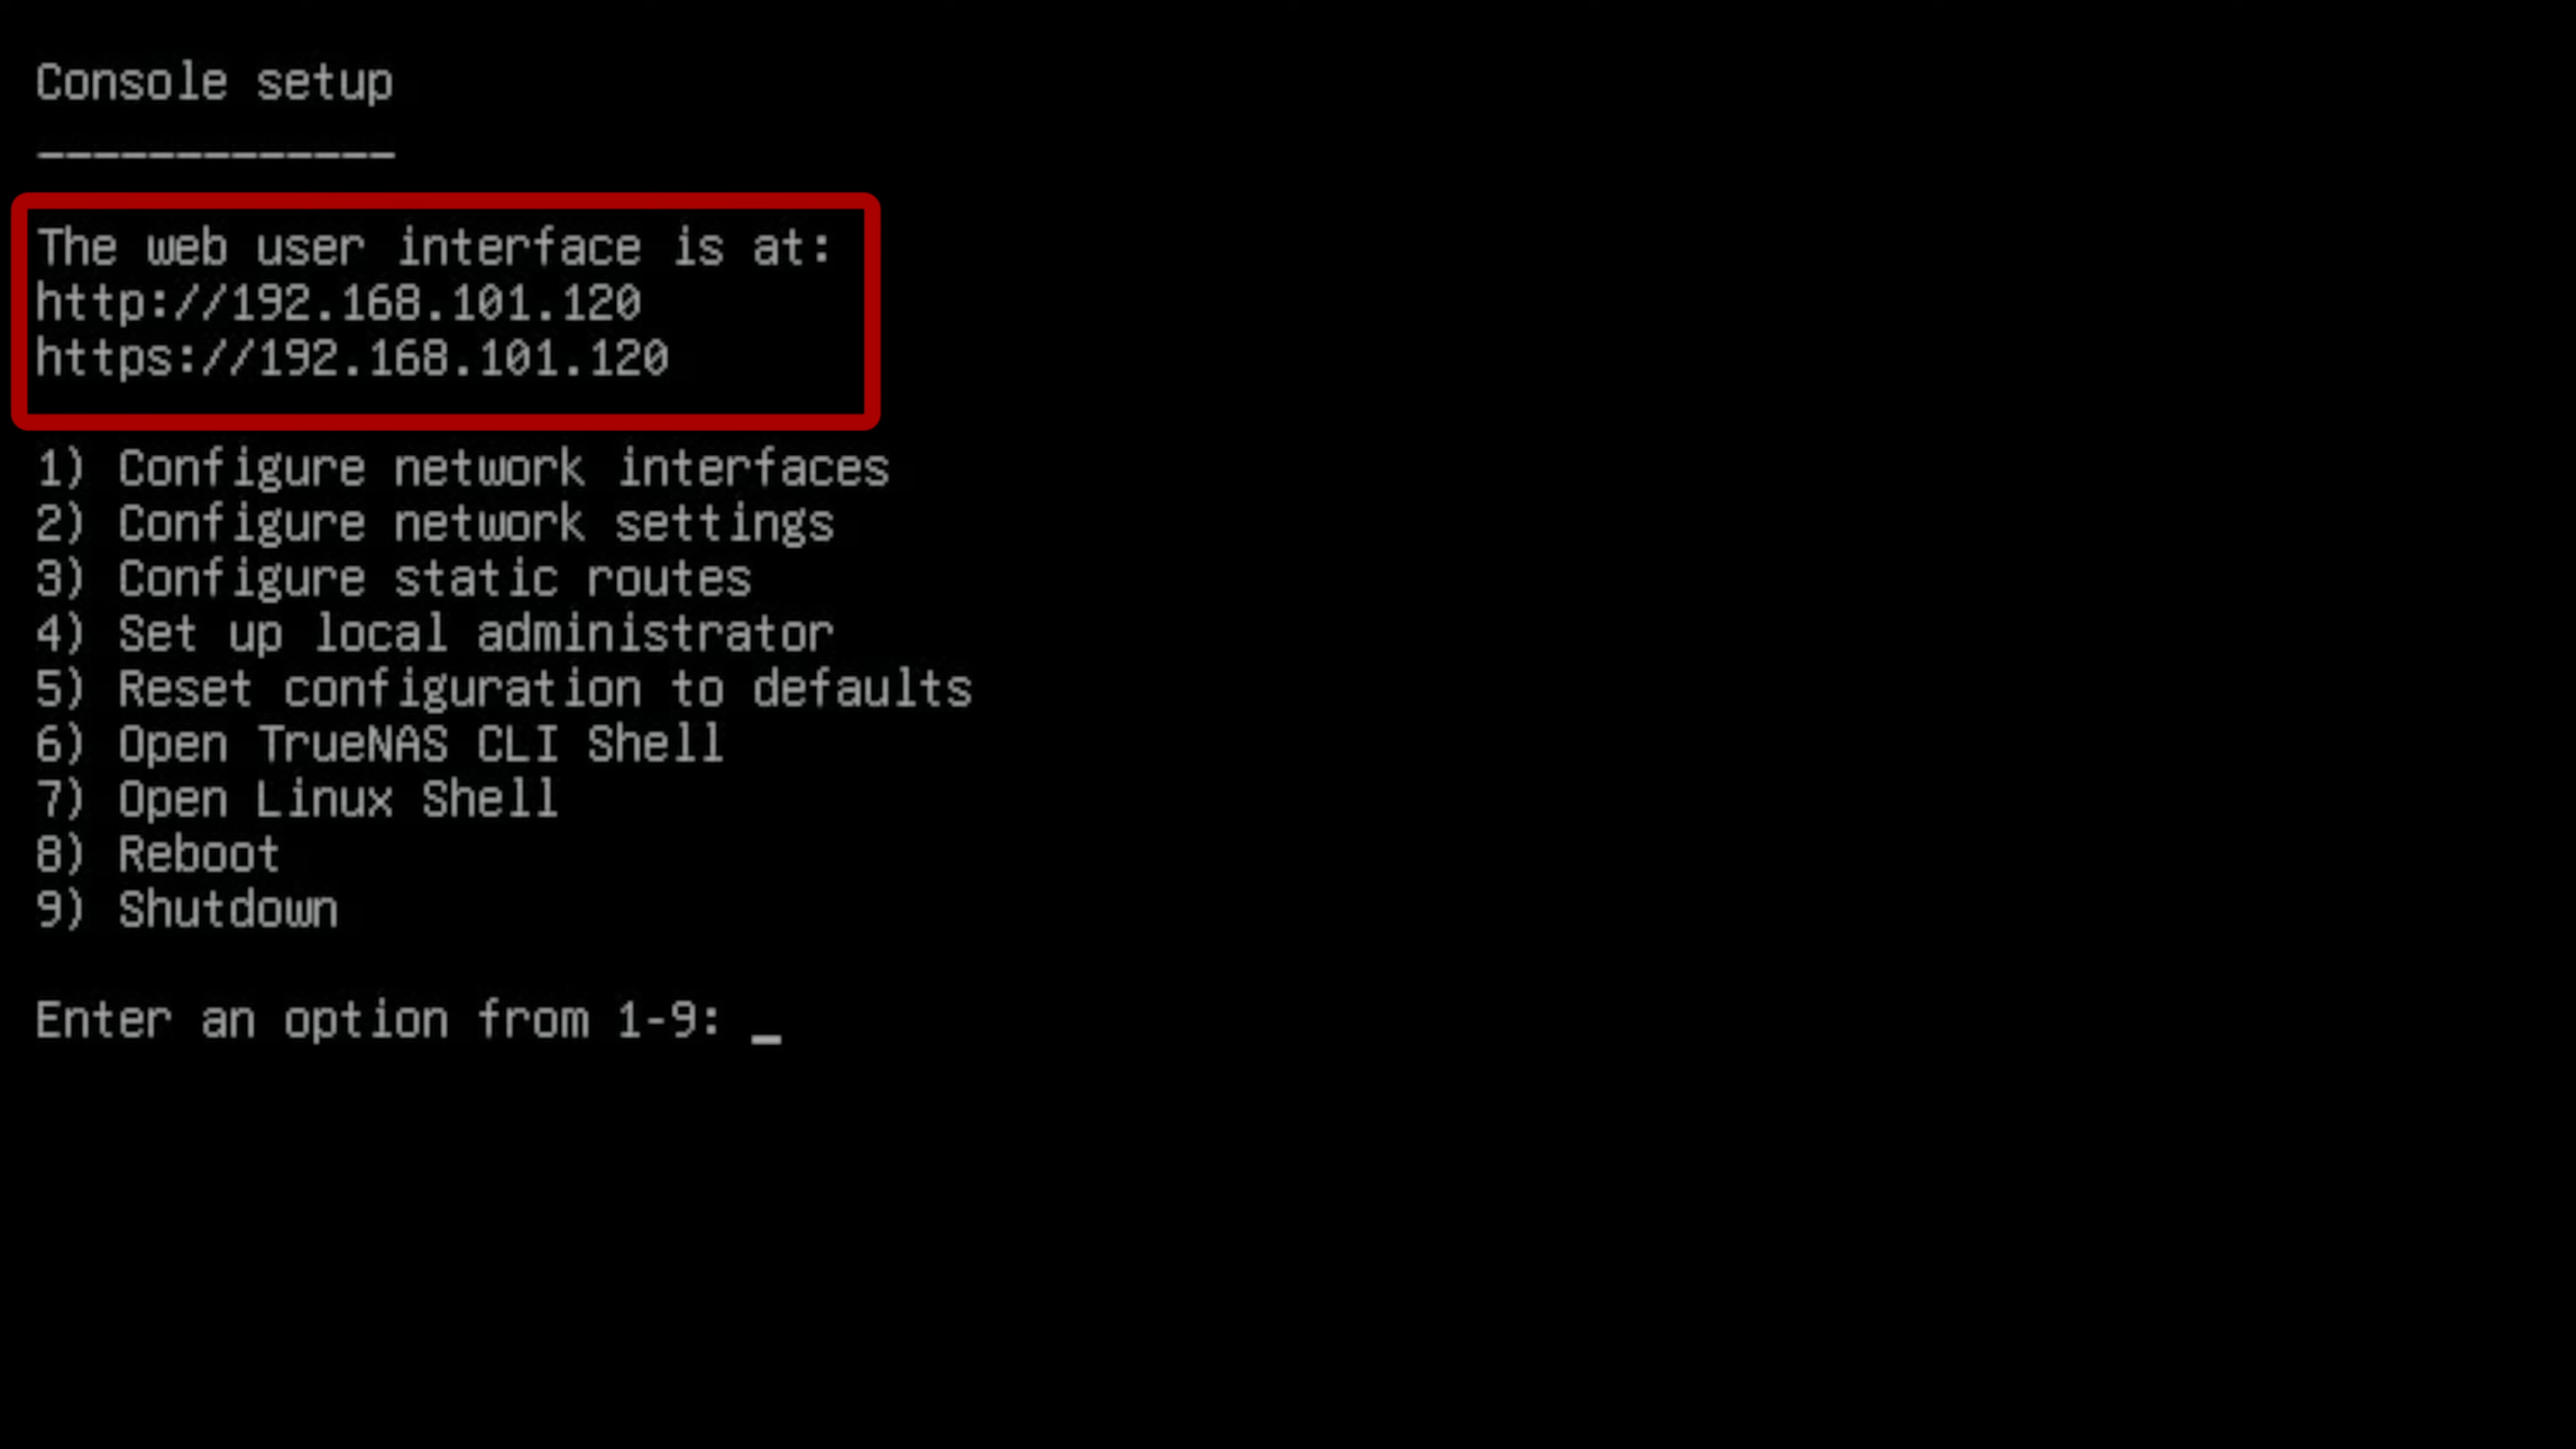 Console setup
-------------
The web user interface is at:
http://192.168.101.120
https://192.168.101.120
1) Configure network interfaces
2) Configure network settings
3) Configure static routes
4) Set up local administrator
5) Reset configuration to defaults
6) Open TrueNAS CLI Shell
7) Open Linux Shell
8) Reboot
9) Shutdown
Enter an option from 1-9: _